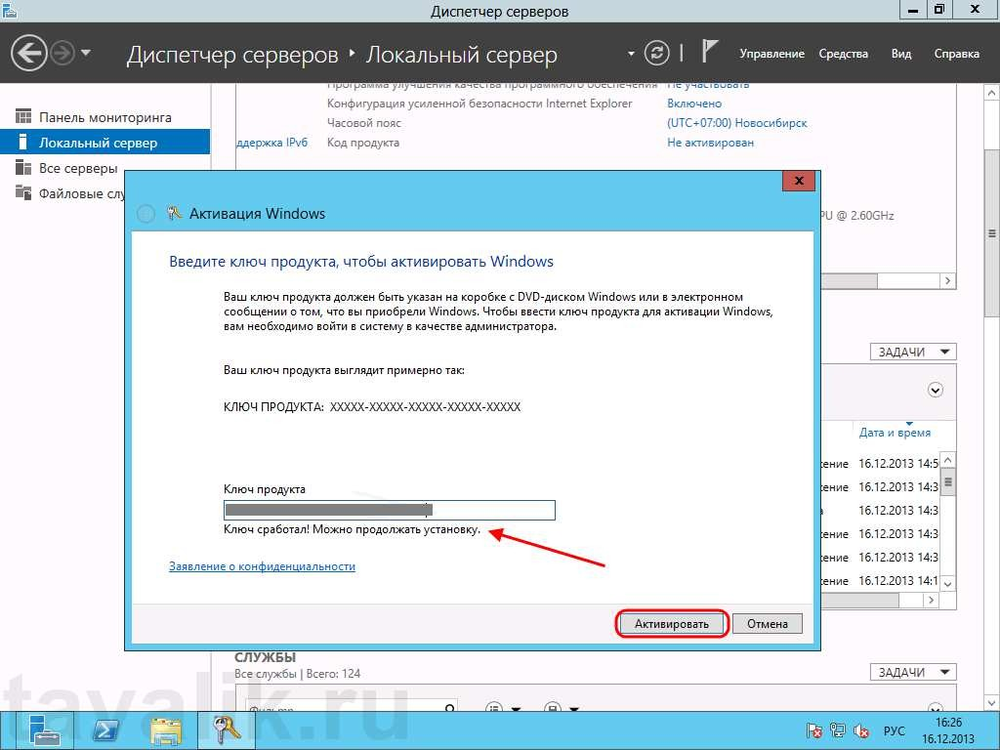 Диспетчер серверов
Диспетчер серверов ‣ Локальный сервер
Управление Средства Вид Справка
Панель мониторинга
Локальный сервер
Все серверы
Файловые слу
Программа улучшения качества программного обеспечения Не участвовать
Конфигурация усиленной безопасности Internet Explorer Включено
Часовой пояс (UTC+07:00) Новосибирск
ддержка IPv6 Код продукта Не активирован
PU @ 2.60GHz
Активация Windows
Введите ключ продукта, чтобы активировать Windows
Ваш ключ продукта должен быть указан на коробке с DVD-диском Windows или в электронном
сообщении о том, что вы приобрели Windows. Чтобы ввести ключ продукта для активации Windows,
вам необходимо войти в систему в качестве администратора.
Ваш ключ продукта выглядит примерно так:
КЛЮЧ ПРОДУКТА: XXXXX-XXXXX-XXXXX-XXXXX-XXXXX
Ключ продукта
Ключ сработал! Можно продолжать установку.
Заявление о конфиденциальности
Активировать Отмена
ЗАДАЧИ
Дата и время
ение 16.12.2013 14:5
ение 16.12.2013 14:3
а 16.12.2013 14:3
ение 16.12.2013 14:3
ение 16.12.2013 14:3
ение 16.12.2013 14:1
СЛУЖБЫ
Все службы | Всего: 124
ЗАДАЧИ
Фильтр
tavalik.ru
РУС
16:26
16.12.2013